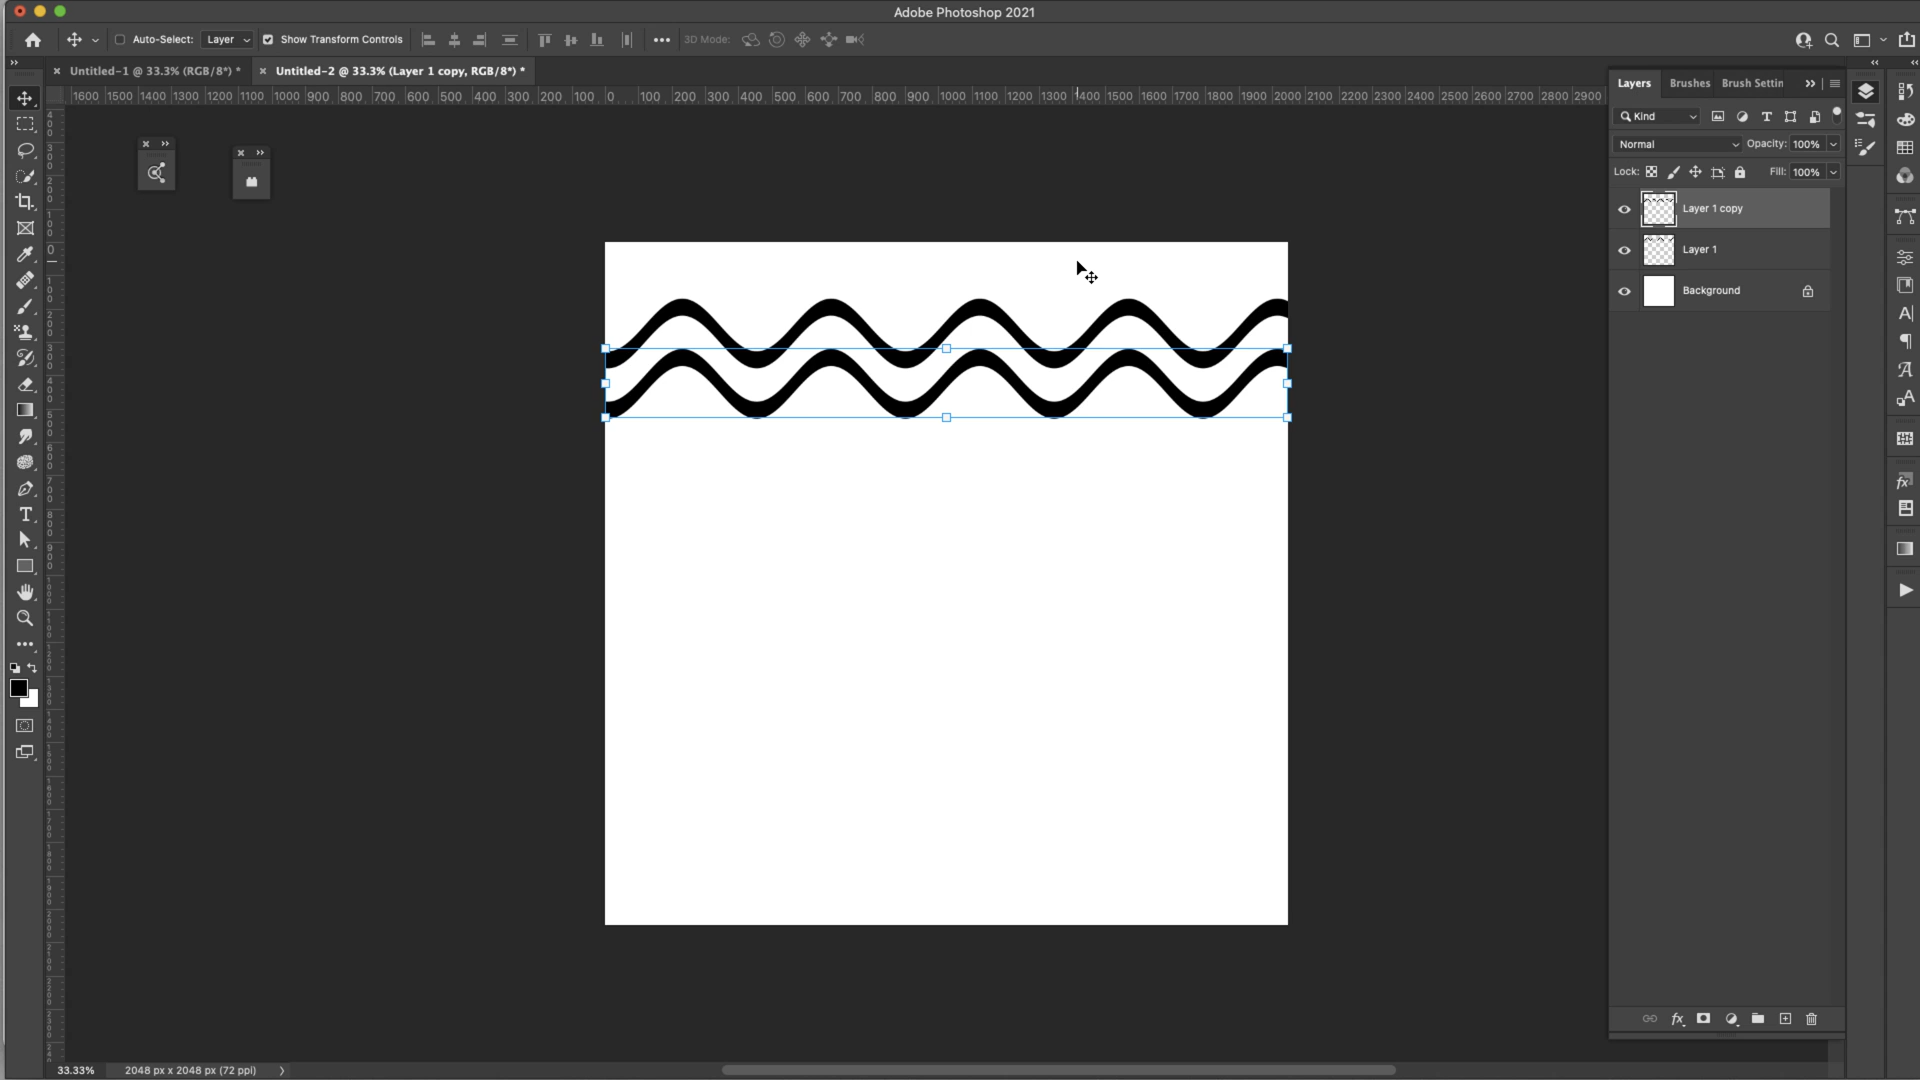 Adobe Photoshop 2021
Auto-Select: Layer Show Transform Controls 3D Mode:
Untitled-1 @ 33.3% (RGB/8*) * Untitled-2 @ 33.3% (Layer 1 copy, RGB/8*) *
1600 1500 1400 1300 1200 1100 1000 900 800 700 600 500 400 300 200 100 0 100 200 300 400 500 600 700 800 900 1000 1100 1200 1300 1400 1500 1600 1700 1800 1900 2000 2100 2200 2300 2400 2500 2600 2700 2800 2900
Layers Brushes Brush Settin
Kind
Normal Opacity: 100%
Lock: Fill: 100%
Layer 1 copy
Layer 1
Background
33.33% 2048 px x 2048 px (72 ppi)